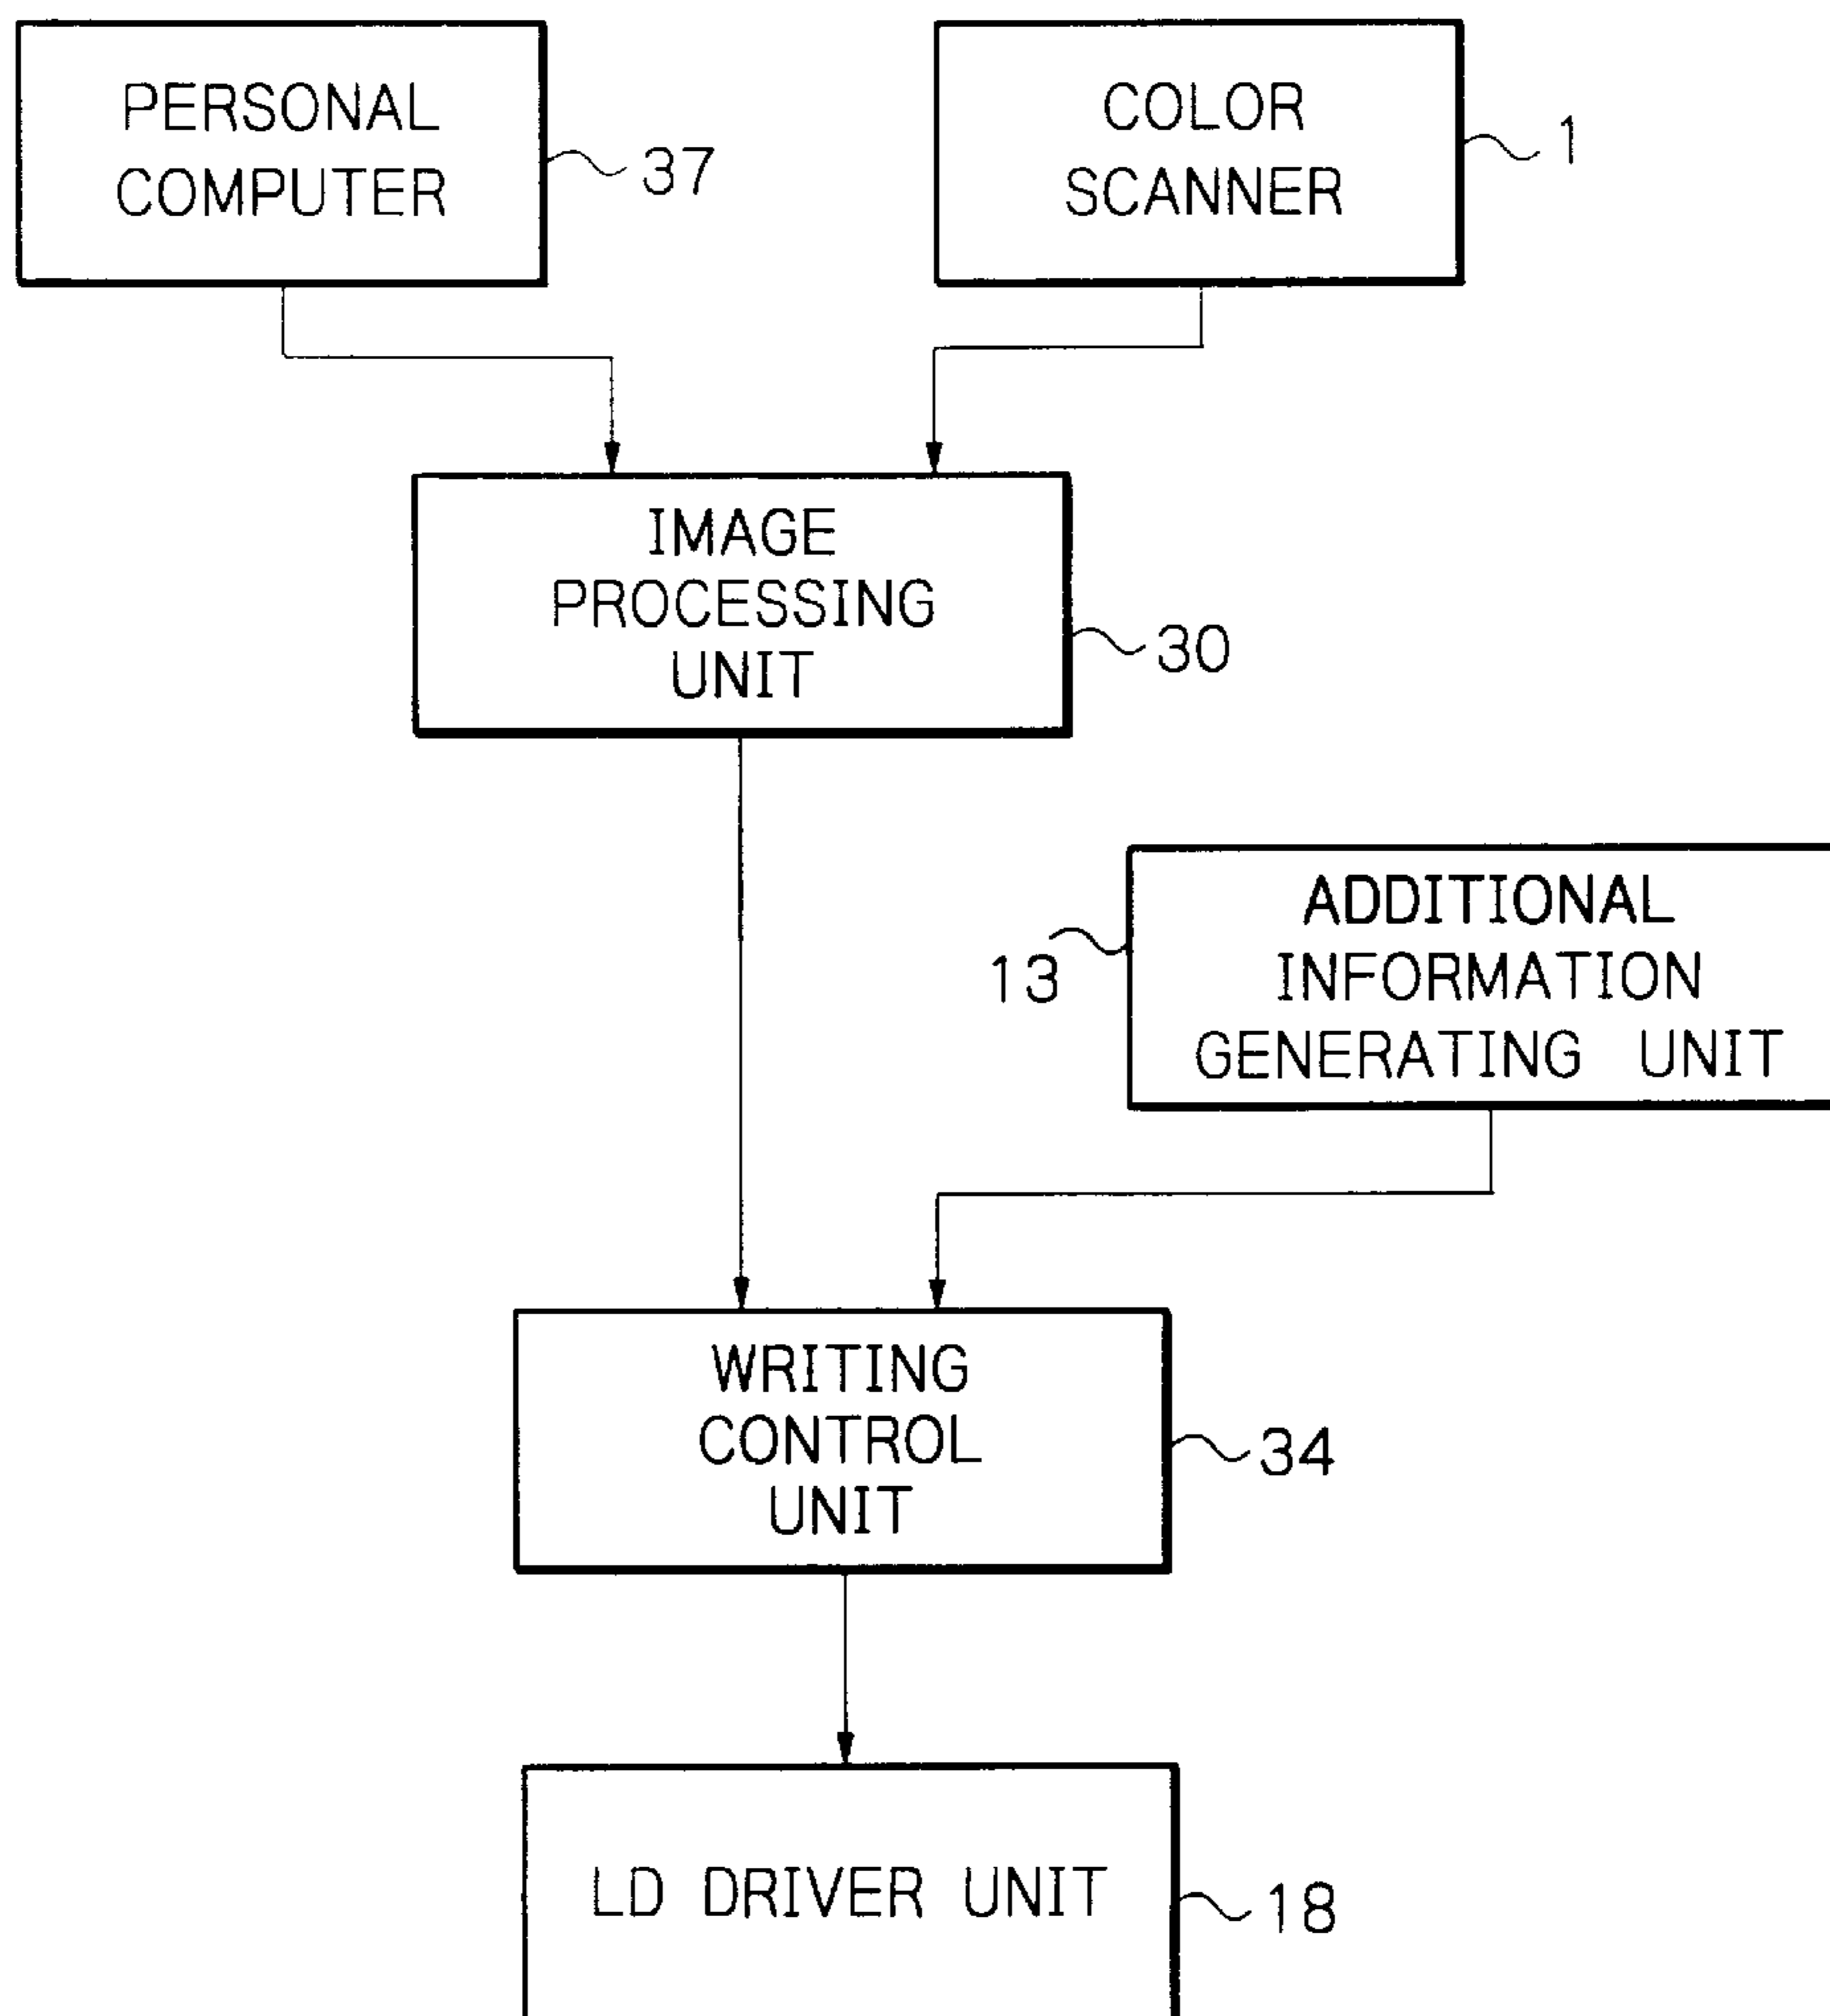 PERSONAL
COMPUTER
37
COLOR
SCANNER
1
IMAGE
PROCESSING
UNIT
30
ADDITIONAL
INFORMATION
GENERATING UNIT
13
WRITING
CONTROL
UNIT
34
LD DRIVER UNIT
18